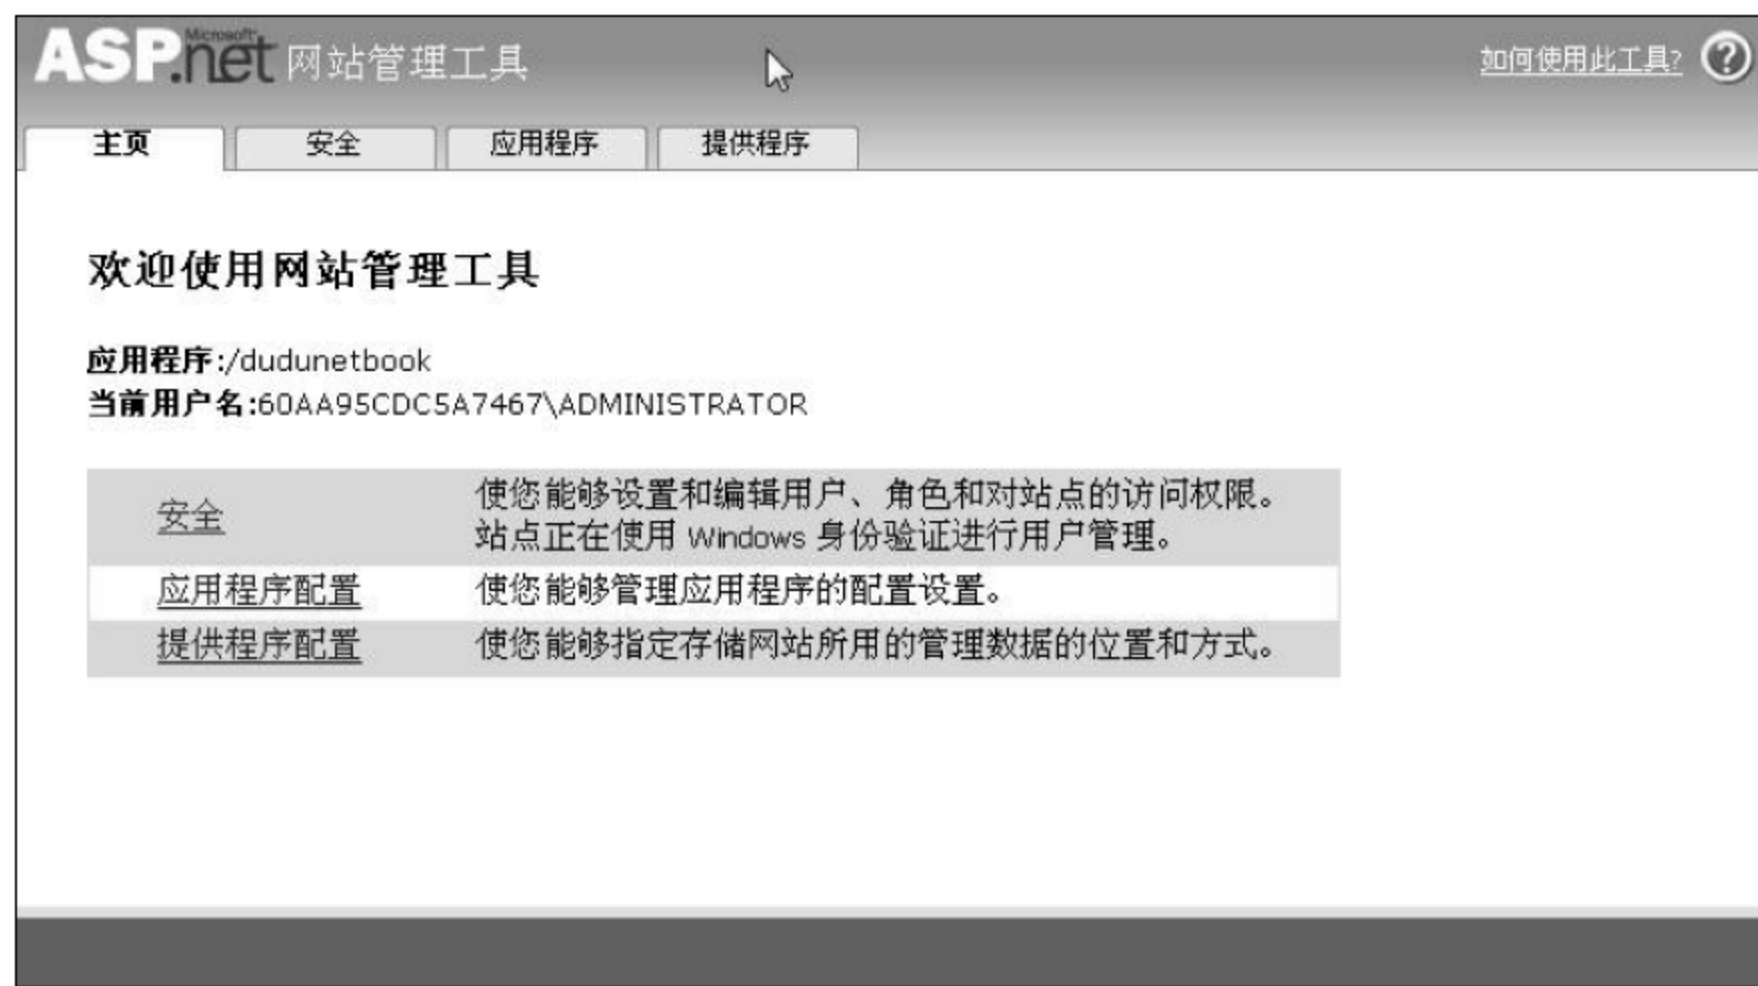 ASP.net Microsoft 网站管理工具
如何使用此工具? ?
主页 安全 应用程序 提供程序
欢迎使用网站管理工具
应用程序:/dudunetbook
当前用户名:60AA95CDC5A7467\ADMINISTRATOR
安全 使您能够设置和编辑用户、角色和对站点的访问权限。
站点正在使用 Windows 身份验证进行用户管理。
应用程序配置 使您能够管理应用程序的配置设置。
提供程序配置 使您能够指定存储网站所用的管理数据的位置和方式。